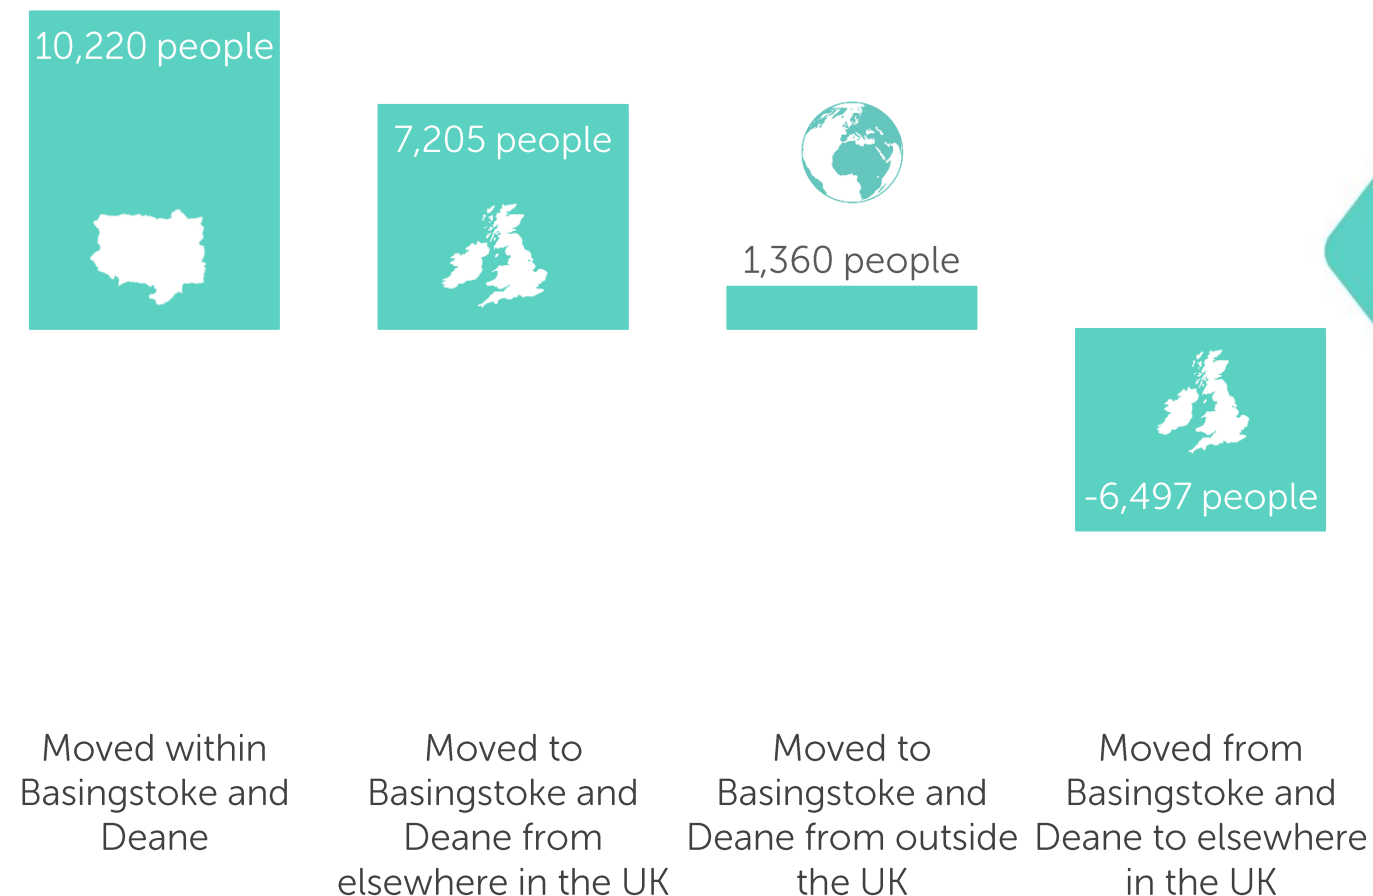 10,220 people
7,205 people
1,360 people
-6,497 people
Moved within
Basingstoke and
Deane
Moved to
Basingstoke and
Deane from
elsewhere in the UK
Moved to
Basingstoke and
Deane from outside
the UK
Moved from
Basingstoke and
Deane to elsewhere
in the UK